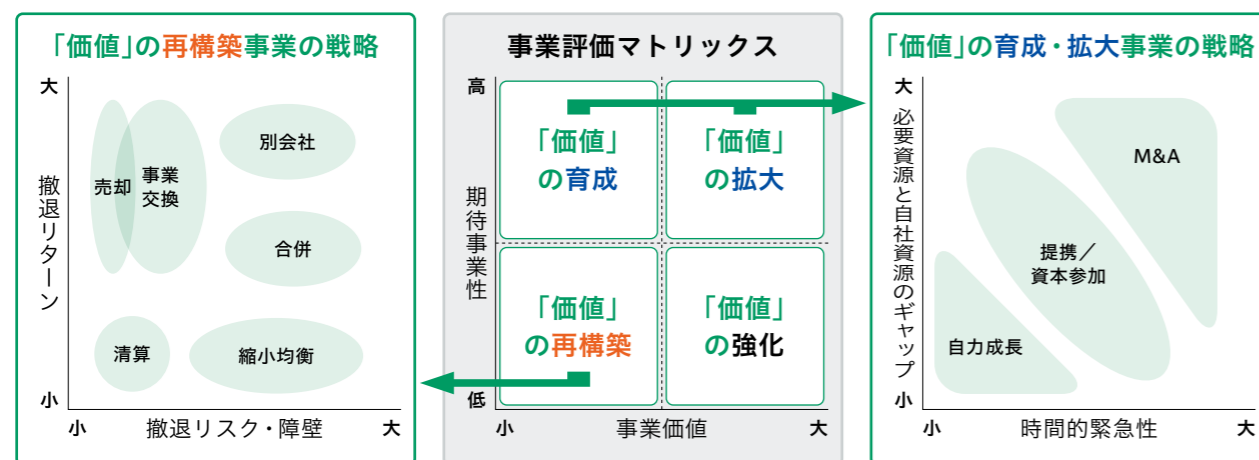 「価値」の再構築事業の戦略
大
撤退リターン
小
売却
事業
交換
別会社
合併
清算
縮小均衡
小
撤退リスク・障壁
大
事業評価マトリックス
高
期待事業性
低
「価値」
の育成
「価値」
の拡大
「価値」
の再構築
「価値」
の強化
小
事業価値
大
「価値」の育成・拡大事業の戦略
大
必要資源と自社資源のギャップ
小
M&A
提携／
資本参加
自力成長
小
時間的緊急性
大